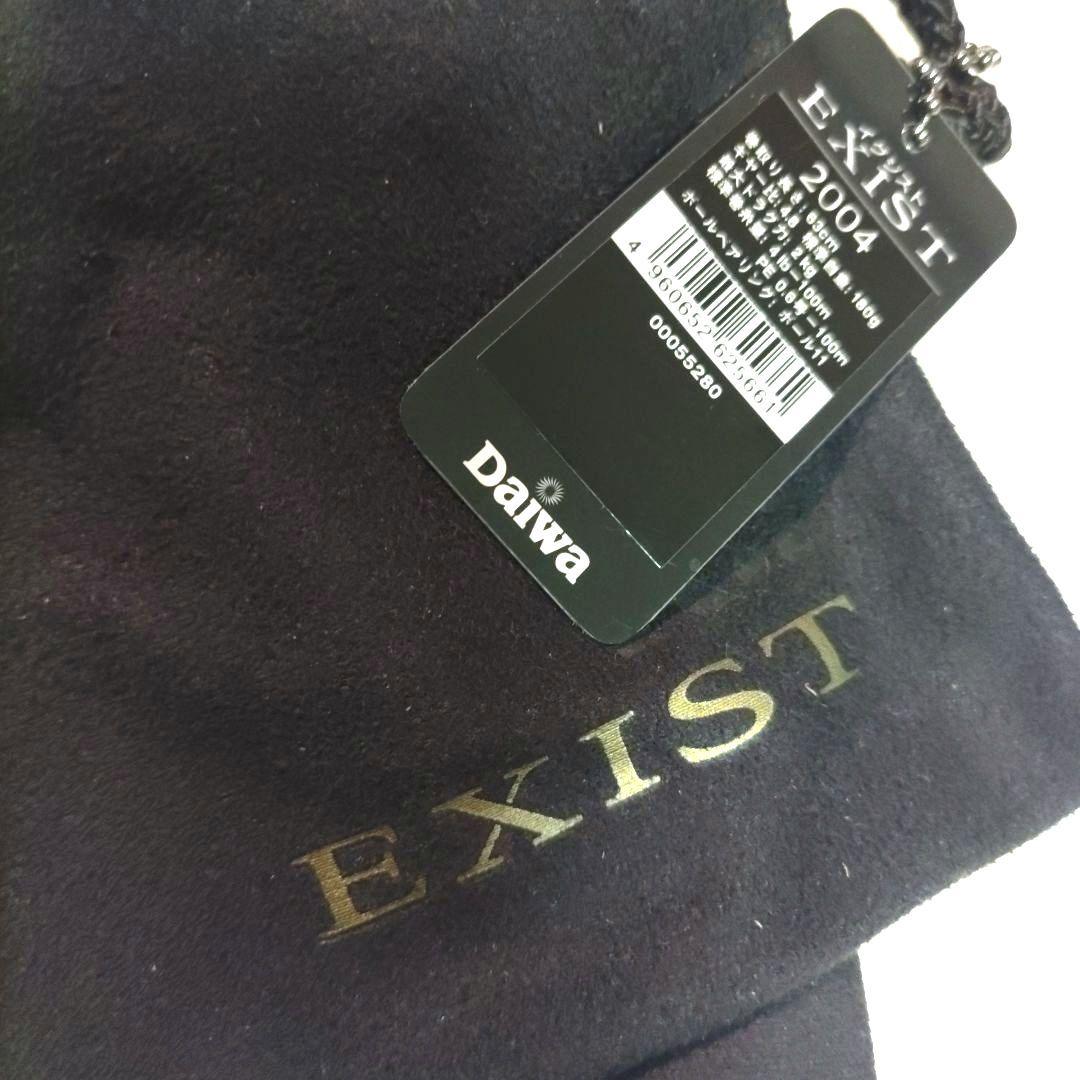 EXIST
イグジスト
2004
巻取り長さ:63cm
ギヤー比:4.8 標準自重:180g
最大ドラグ力:2kg
標準巻糸量:4lb-100m
PE 0.6号-100m
ボールベアリング:ボール11
4 960652 625661
00055280
Daiwa
EXIST